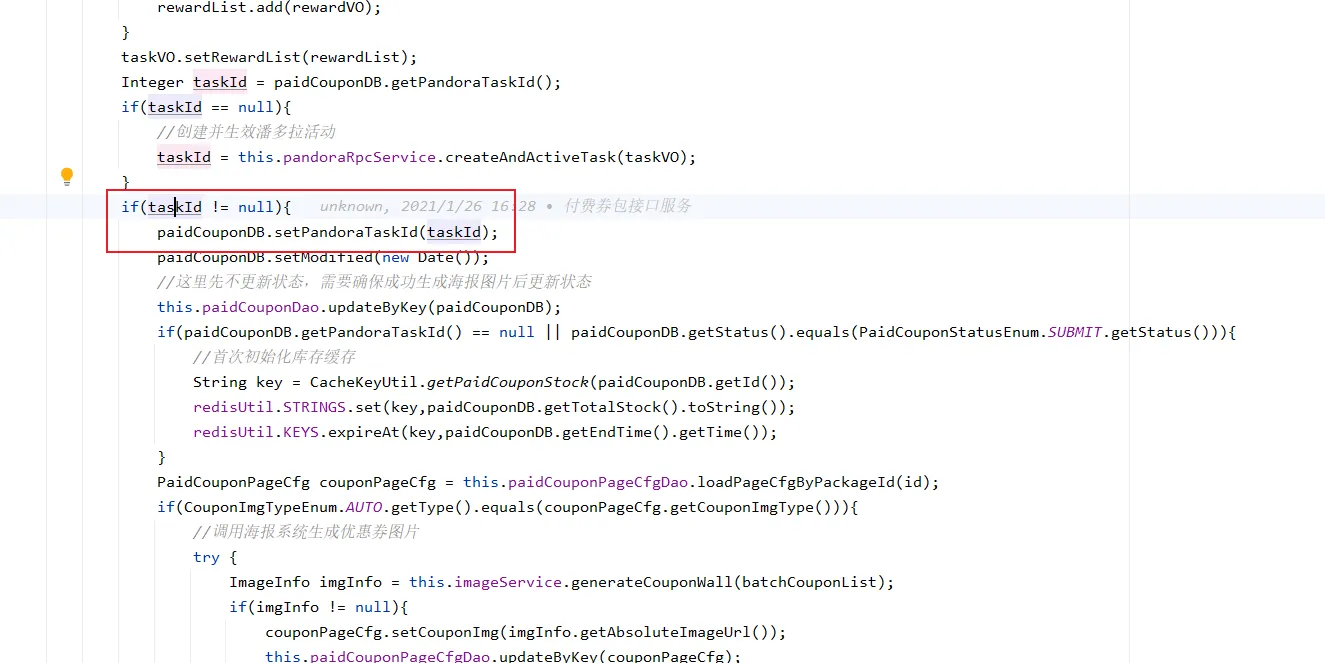 rewardList.add(rewardVO);
}
taskVO.setRewardList(rewardList);
Integer taskId = paidCouponDB.getPandoraTaskId();
if(taskId == null){
//创建并生效潘多拉活动
taskId = this.pandoraRpcService.createAndActiveTask(taskVO);
}
if(taskId != null){ unknown, 2021/1/26 16:28 • 付费券包接口服务
paidCouponDB.setPandoraTaskId(taskId);
paidCouponDB.setModified(new Date());
//这里先不更新状态，需要确保成功生成海报图片后更新状态
this.paidCouponDao.updateByKey(paidCouponDB);
if(paidCouponDB.getPandoraTaskId() == null || paidCouponDB.getStatus().equals(PaidCouponStatusEnum.SUBMIT.getStatus())){
//首次初始化库存缓存
String key = CacheKeyUtil.getPaidCouponStock(paidCouponDB.getId());
redisUtil.STRINGS.set(key,paidCouponDB.getTotalStock().toString());
redisUtil.KEYS.expireAt(key,paidCouponDB.getEndTime().getTime());
}
PaidCouponPageCfg couponPageCfg = this.paidCouponPageCfgDao.loadPageCfgByPackageId(id);
if(CouponImgTypeEnum.AUTO.getType().equals(couponPageCfg.getCouponImgType())){
//调用海报系统生成优惠券图片
try {
ImageInfo imgInfo = this.imageService.generateCouponWall(batchCouponList);
if(imgInfo != null){
couponPageCfg.setCouponImg(imgInfo.getAbsoluteImageUrl());
this.paidCouponPageCfgDao.updateByKey(couponPageCfg);